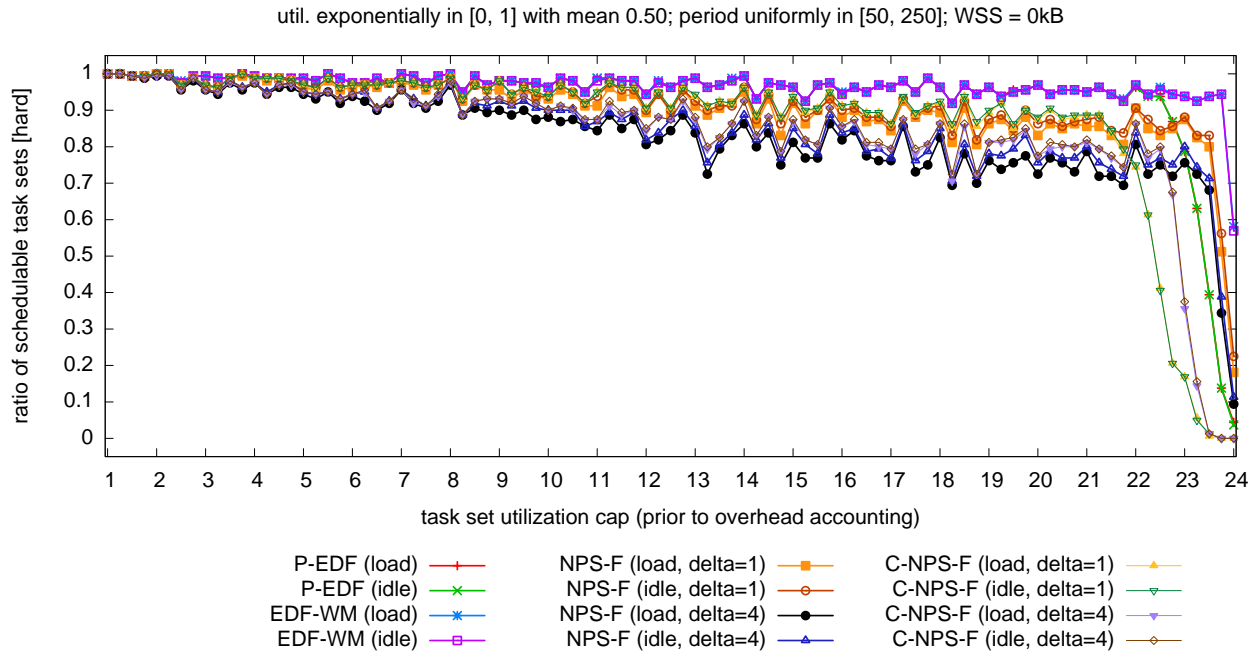 util. exponentially in [0, 1] with mean 0.50; period uniformly in [50, 250]; WSS = 0kB
ratio of schedulable task sets [hard]
1
0.9
0.8
0.7
0.6
0.5
0.4
0.3
0.2
0.1
0
1 2 3 4 5 6 7 8 9 10 11 12 13 14 15 16 17 18 19 20 21 22 23 24
task set utilization cap (prior to overhead accounting)
P-EDF (load) NPS-F (load, delta=1) C-NPS-F (load, delta=1)
P-EDF (idle) NPS-F (idle, delta=1) C-NPS-F (idle, delta=1)
EDF-WM (load) NPS-F (load, delta=4) C-NPS-F (load, delta=4)
EDF-WM (idle) NPS-F (idle, delta=4) C-NPS-F (idle, delta=4)